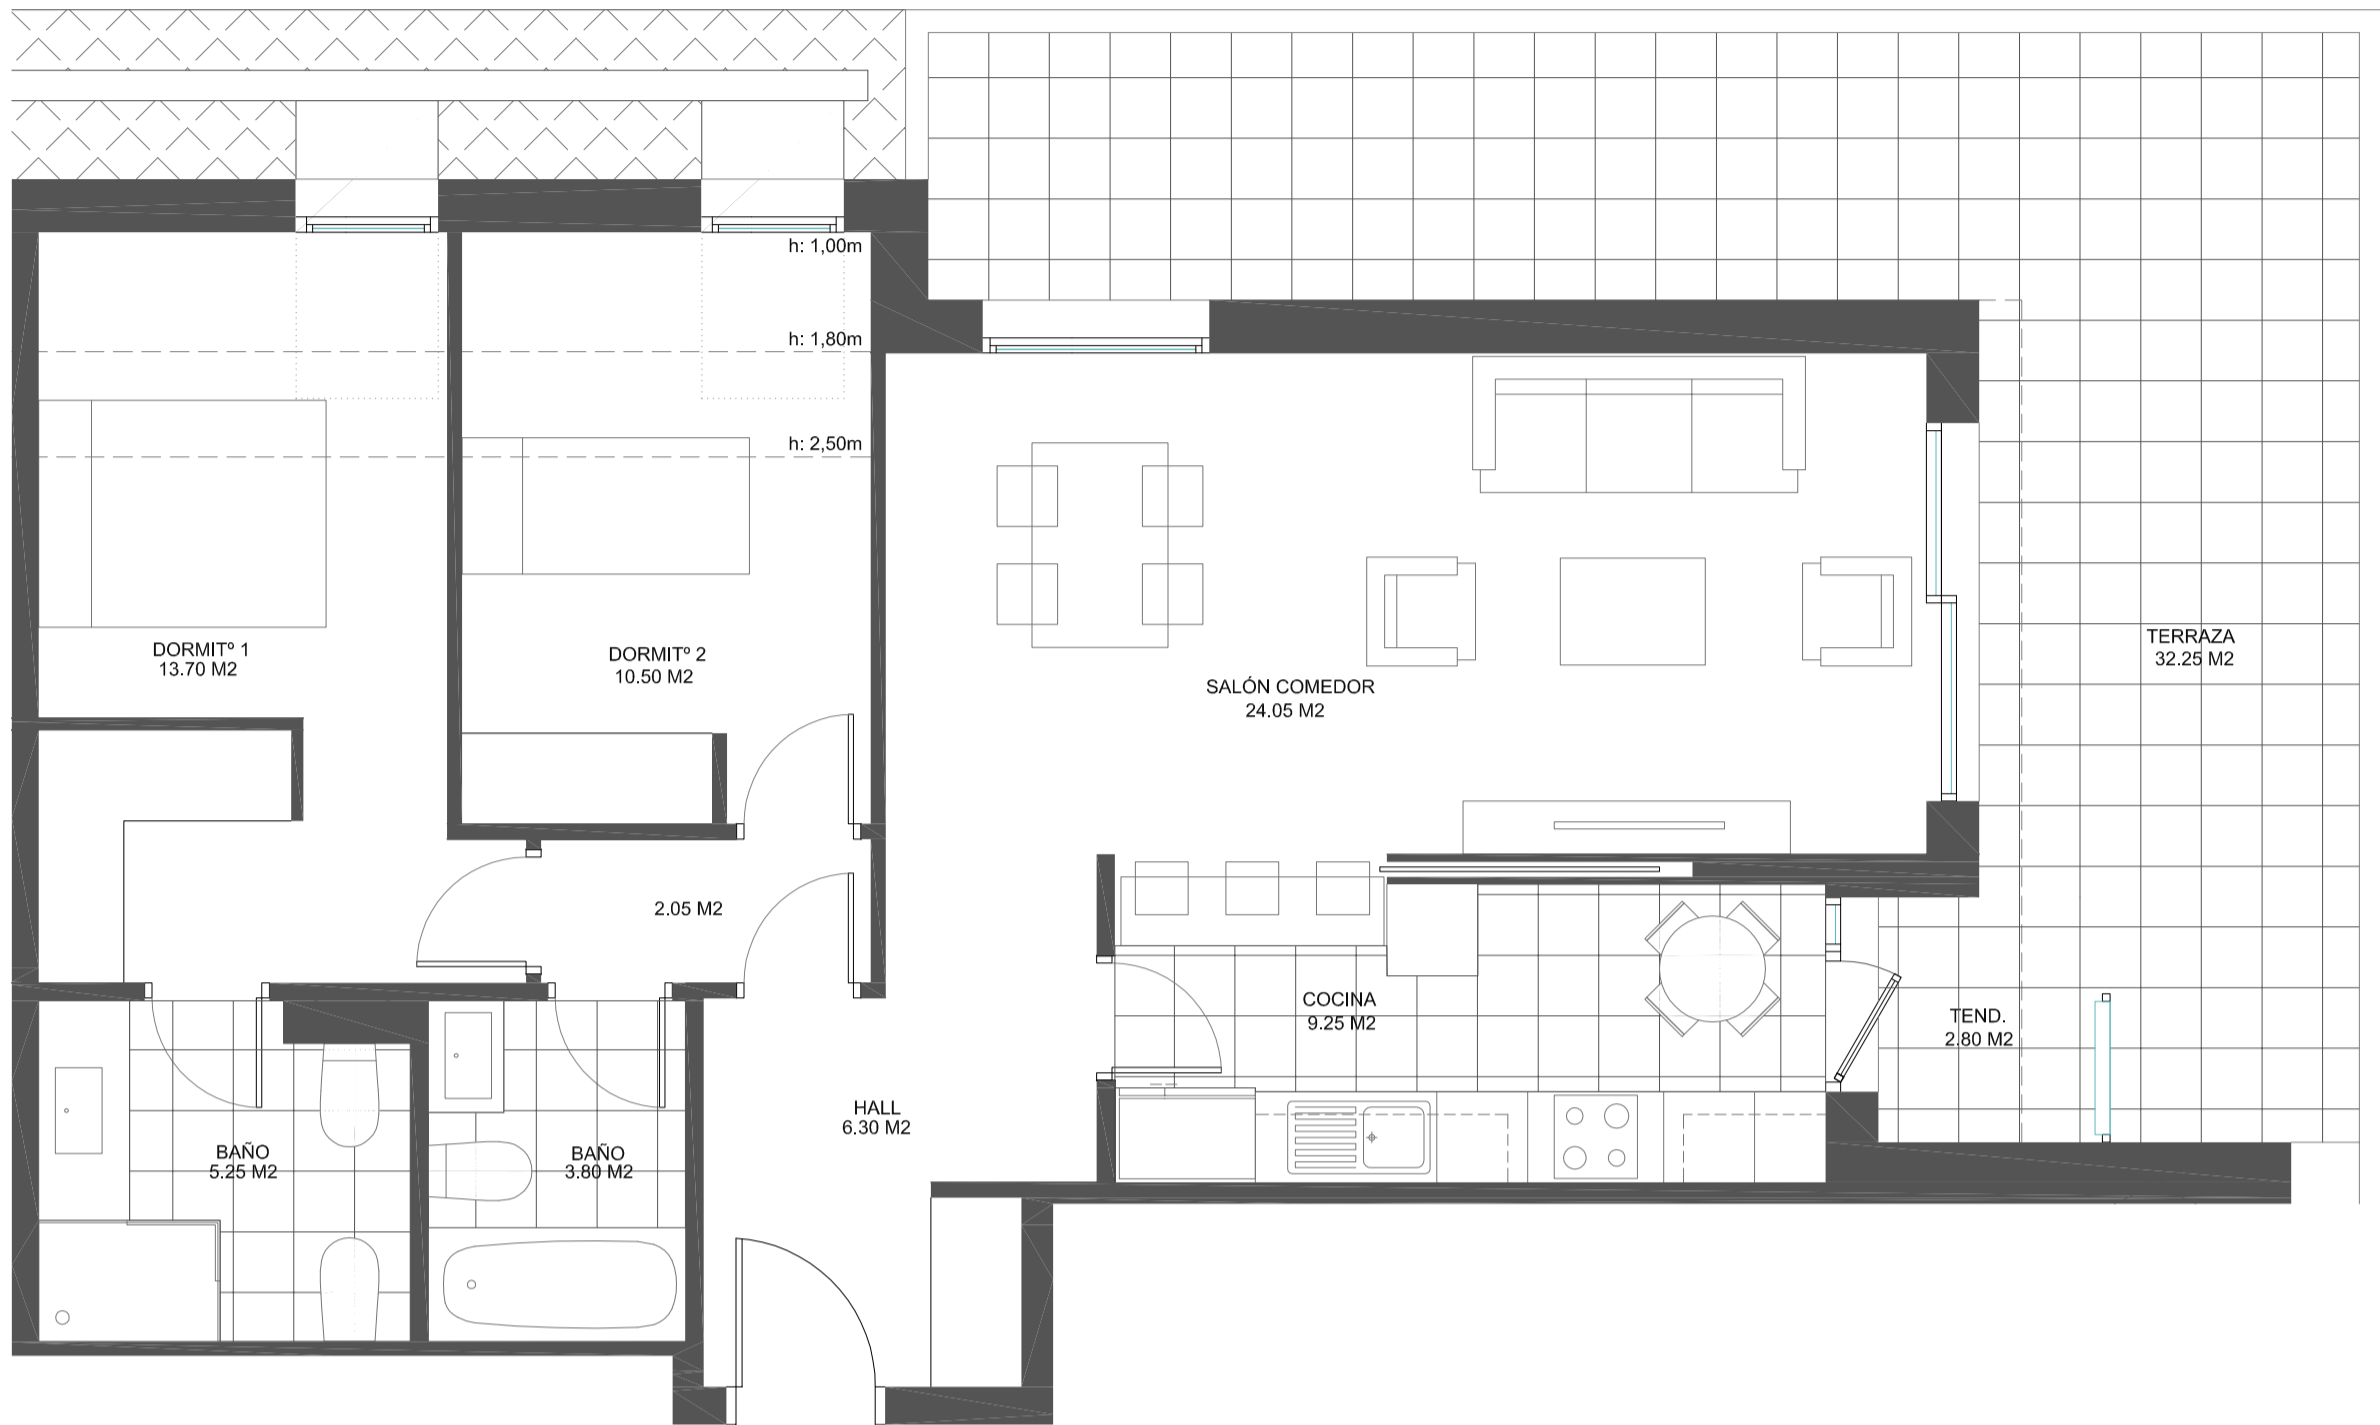 h: 1,00m
h: 1,80m
h: 2,50m
DORMITº 1
13.70 M2
DORMITº 2
10.50 M2
SALÓN COMEDOR
24.05 M2
TERRAZA
32.25 M2
2.05 M2
COCINA
9.25 M2
TEND.
2.80 M2
HALL
6.30 M2
BAÑO
5.25 M2
BAÑO
3.80 M2